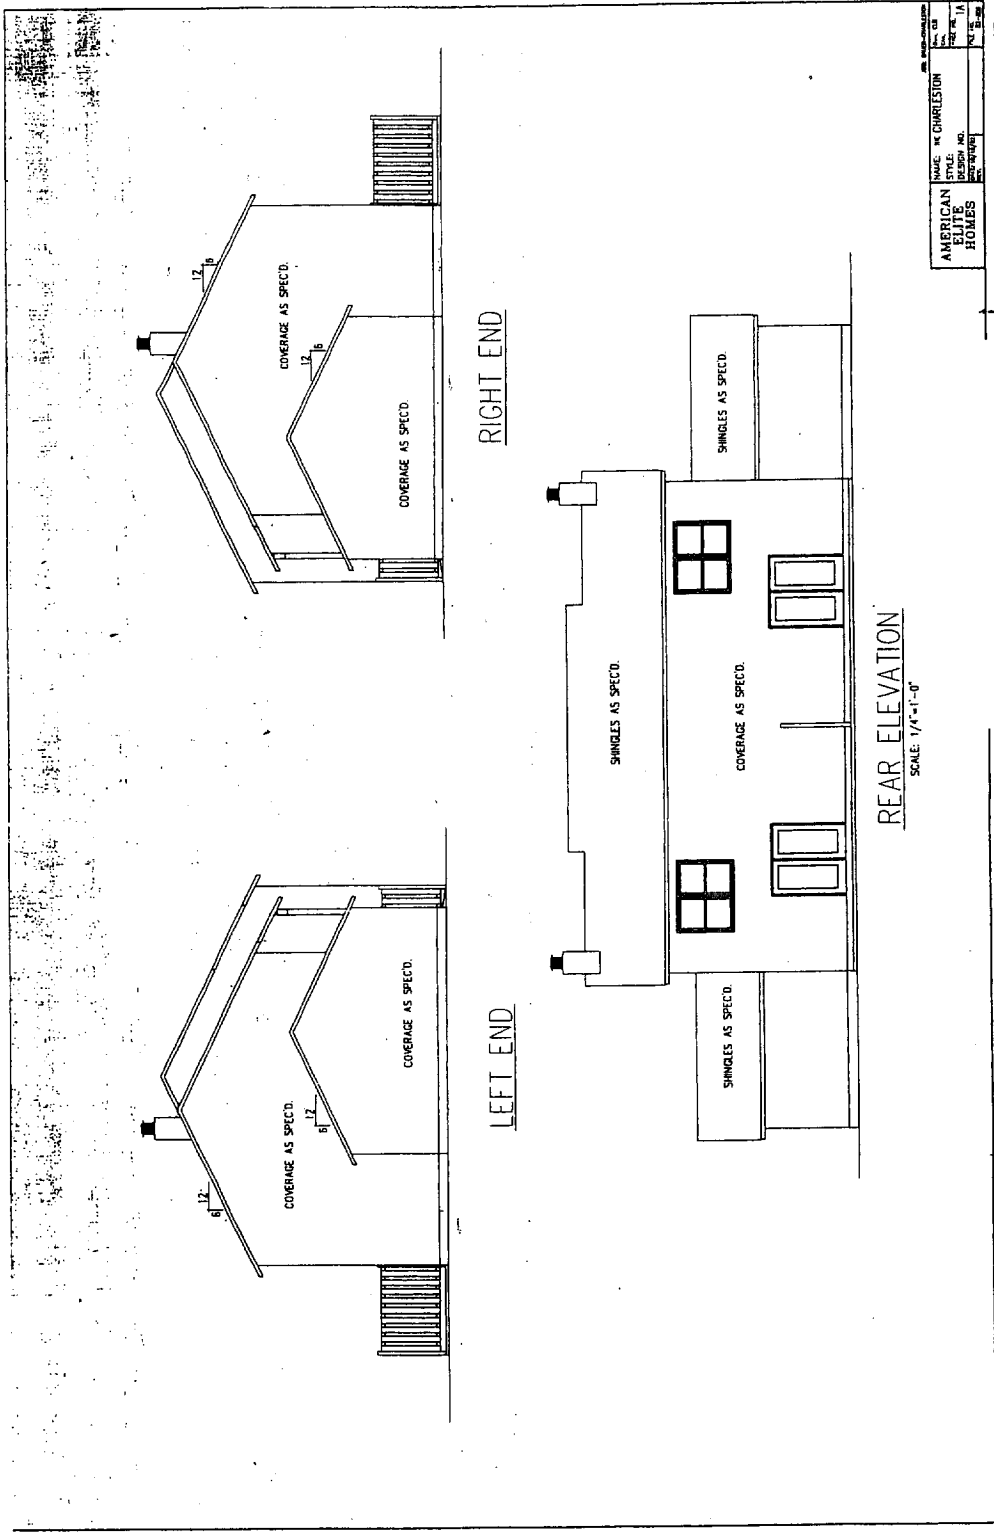 12
6
COVERAGE AS SPEC'D.
12
6
COVERAGE AS SPEC'D.
LEFT END
12
6
COVERAGE AS SPEC'D.
12
6
COVERAGE AS SPEC'D.
RIGHT END
SHINGLES AS SPEC'D.
SHINGLES AS SPEC'D.
COVERAGE AS SPEC'D.
SHINGLES AS SPEC'D.
REAR ELEVATION
SCALE: 1/4"=1'-0"
AMERICAN
ELITE
HOMES
NAME: CHARLESTON
STYLE:
DESIGN NO.
1A